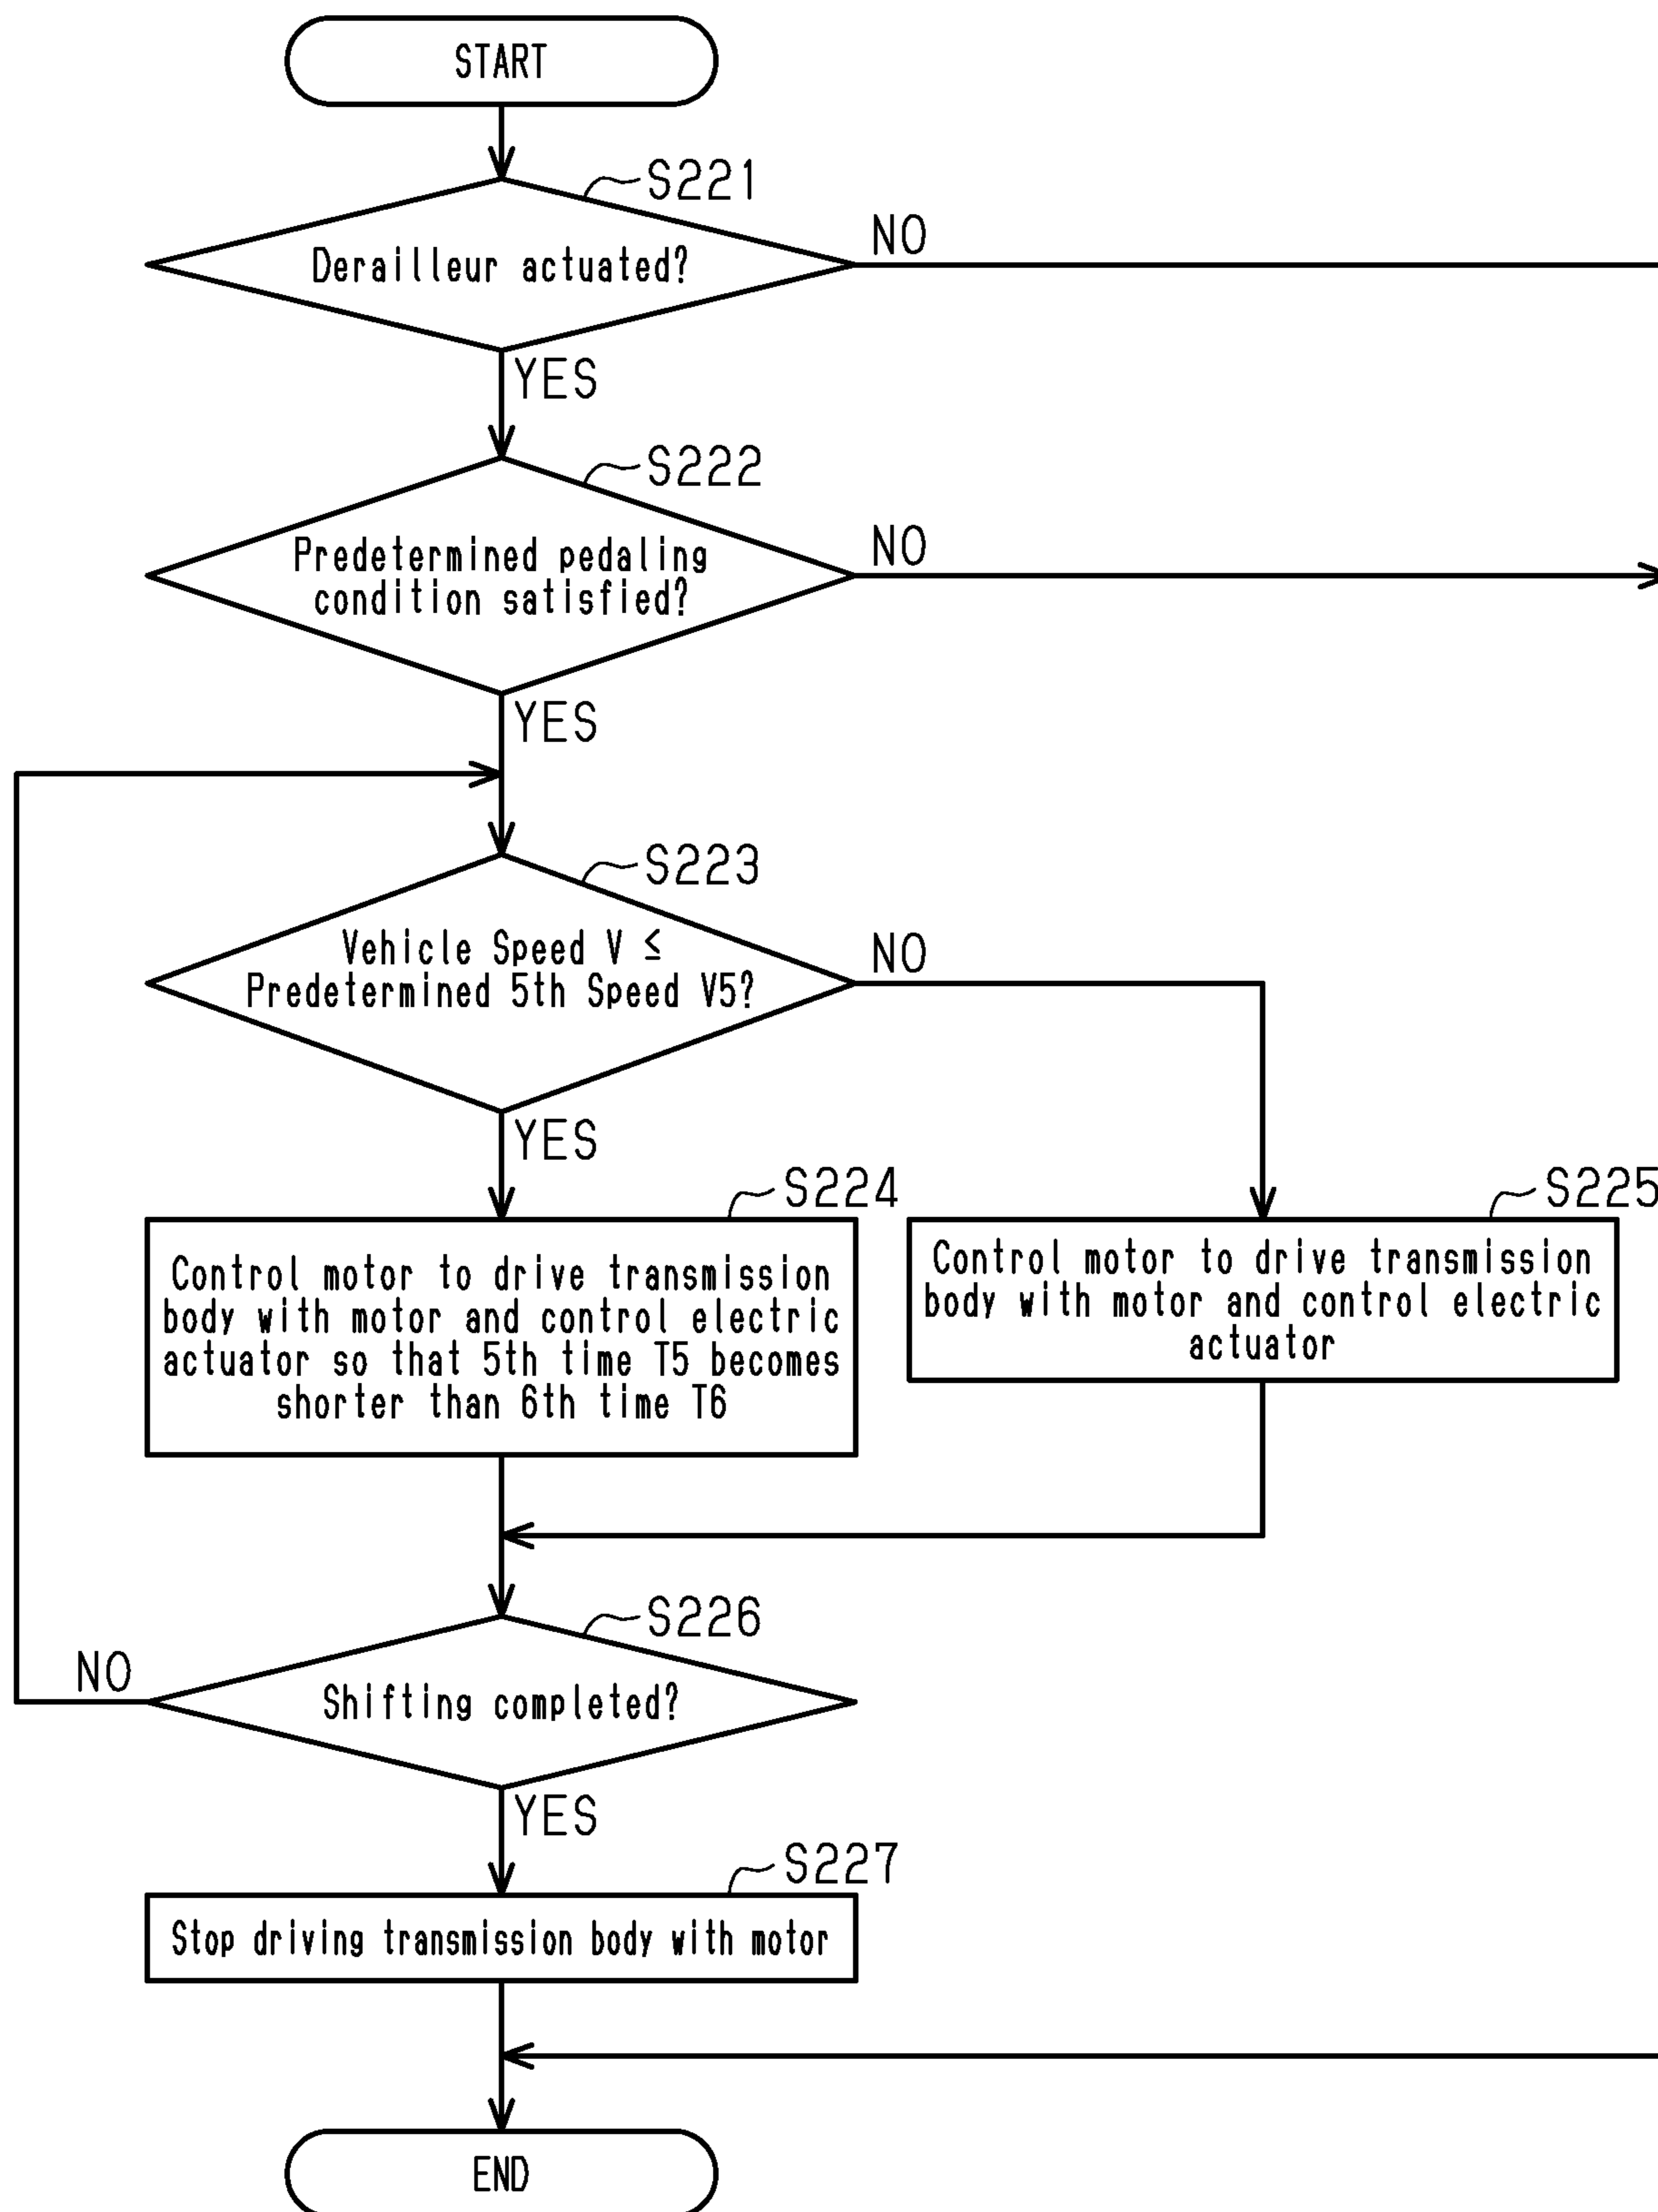 START
S221
Derailleur actuated?
NO
YES
S222
Predetermined pedaling
condition satisfied?
NO
YES
S223
Vehicle Speed V ≤
Predetermined 5th Speed V5?
NO
YES
S224
Control motor to drive transmission
body with motor and control electric
actuator so that 5th time T5 becomes
shorter than 6th time T6
S225
Control motor to drive transmission
body with motor and control electric
actuator
S226
Shifting completed?
NO
YES
S227
Stop driving transmission body with motor
END